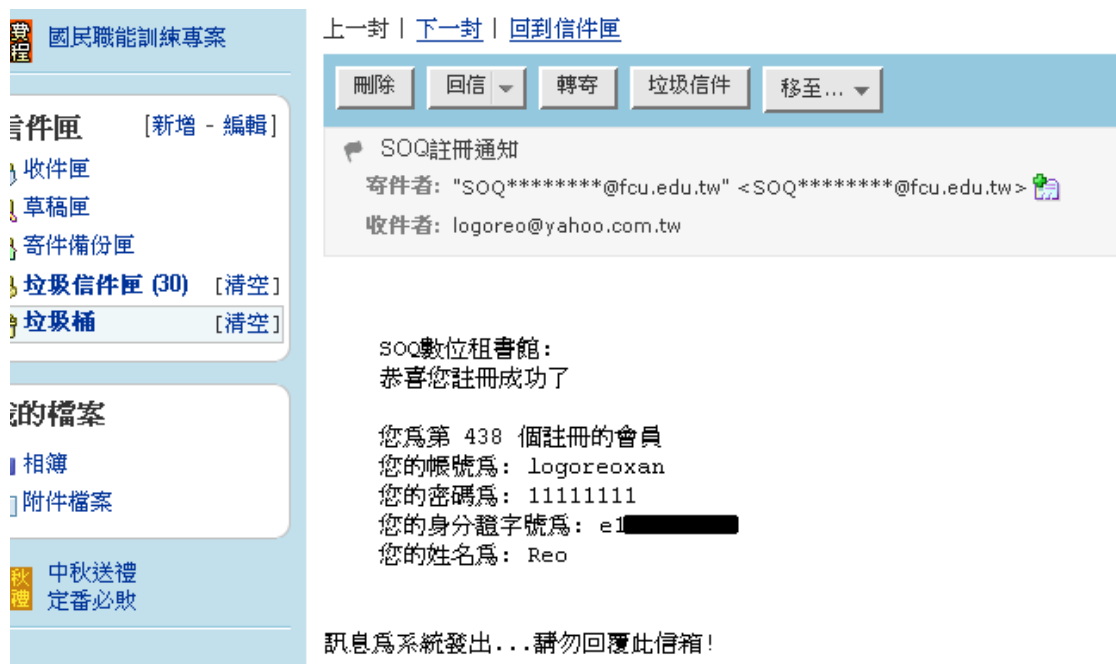 費程
國民職能訓練專案
信件匣 [新增 - 編輯]
收件匣
草稿匣
寄件備份匣
垃圾信件匣 (30) [清空]
垃圾桶 [清空]
我的檔案
相簿
附件檔案
秋禮
中秋送禮
定番必敗
上一封 | 下一封 | 回到信件匣
刪除 回信 轉寄 垃圾信件 移至...
SOQ註冊通知
寄件者: "SOQ********@fcu.edu.tw" <SOQ********@fcu.edu.tw>
收件者: logoreo@yahoo.com.tw
SOQ數位租書館:
恭喜您註冊成功了
您為第 438 個註冊的會員
您的帳號為: logoreoxan
您的密碼為: 11111111
您的身分證字號為: e1
您的姓名為: Reo
訊息為系統發出...請勿回覆此信箱!